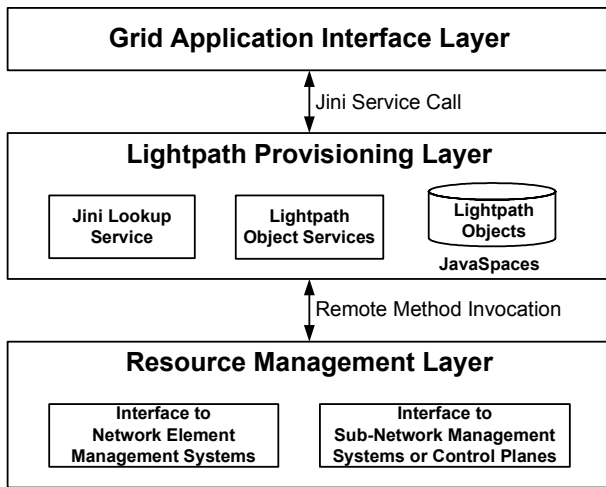 Grid Application Interface Layer
Jini Service Call
Lightpath Provisioning Layer
Jini Lookup
Service
Lightpath
Object Services
Lightpath
Objects
JavaSpaces
Remote Method Invocation
Resource Management Layer
Interface to
Network Element
Management Systems
Interface to
Sub-Network Management
Systems or Control Planes